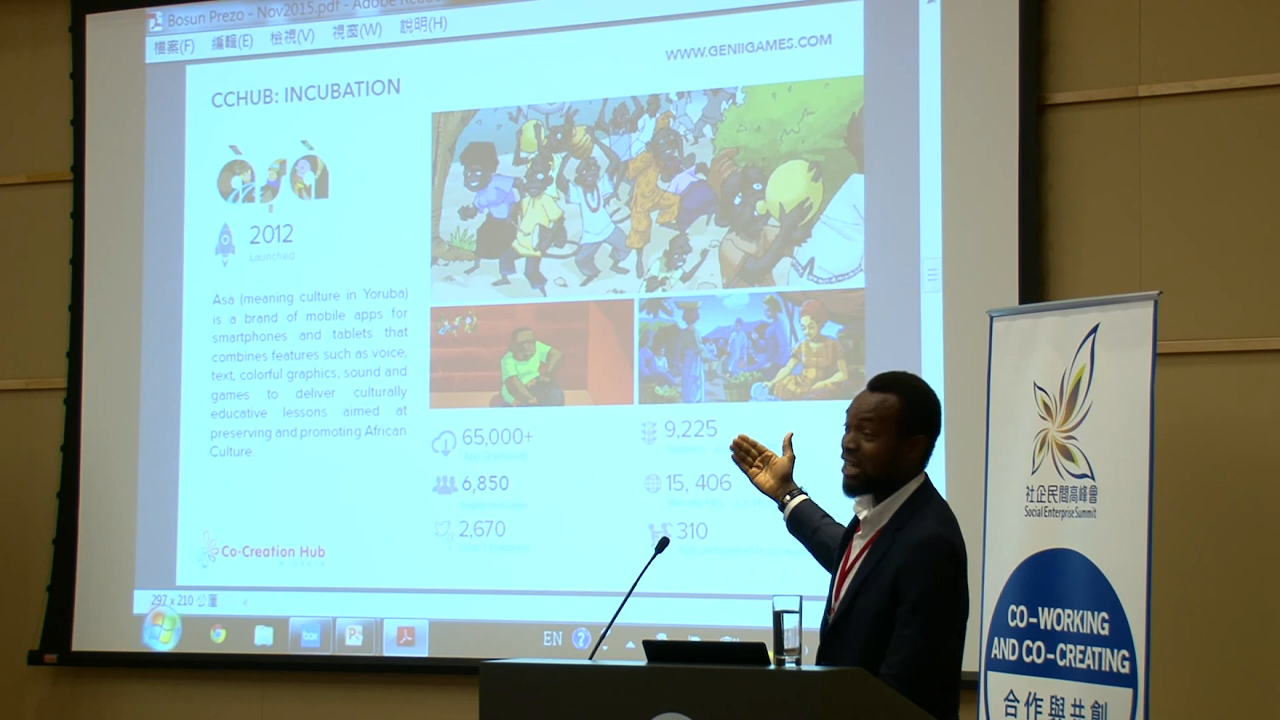 Bosun Prezo - Nov2015.pdf - Adobe
檔案(F) 編輯(E) 檢視(V) 視窗(W) 說明(H)
WWW.GENIIGAMES.COM
CCHUB: INCUBATION
àṣà
2012
Launched
Asa (meaning culture in Yoruba)
is a brand of mobile apps for
smartphones and tablets that
combines features such as voice,
text, colorful graphics, sound and
games to deliver culturally
educative lessons aimed at
preserving and promoting African
Culture.
65,000+
9,225
6,850
15, 406
2,670
310
Co-Creation Hub
297 x 210 公釐
box
EN
社企民間高峰會
Social Enterprise Summit
CO-WORKING
AND CO-CREATING
合作與共創